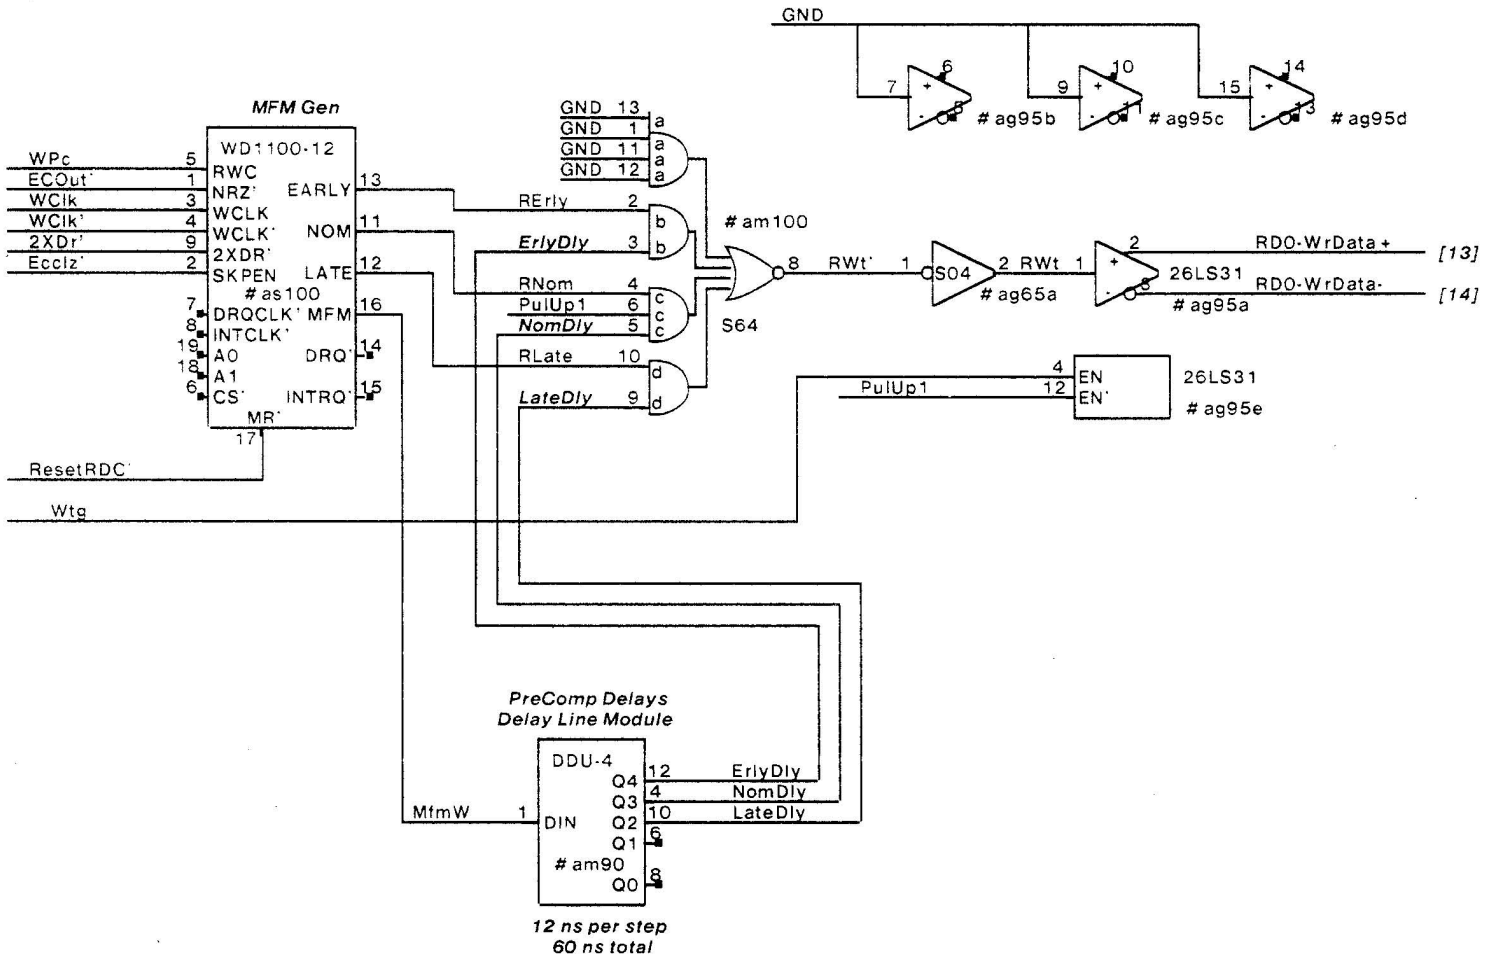 GND
6
7 + - 5 # ag95b
10
9 + - 11 # ag95c
14
15 + - 13 # ag95d
MFM Gen
WD1100-12
WPc 5 RWC
ECOut' 1 NRZ' EARLY 13
WClk 3 WCLK
WClk' 4 WCLK' NOM 11
2XDr' 9 2XDR'
Ecclz' 2 SKPEN LATE 12
# as100
7 DRQCLK' MFM 16
8 INTCLK'
19 A0 DRQ' 14
18 A1
6 CS' INTRQ' 15
MR'
17
ResetRDC'
Wtg
GND 13 a
GND 1 a
GND 11 a
GND 12 a
RErly 2 b
ErlyDly 3 b
RNom 4 c
PulUp1 6 c
NomDly 5 c
RLate 10 d
LateDly 9 d
# am100
8 RWt' 1 S04 2 RWt 1 + -
S64
# ag65a
2 RD0-WrData+ [13]
26LS31
3 RD0-WrData- [14]
# ag95a
4 EN 26LS31
PulUp1 12 EN'
# ag95e
PreComp Delays
Delay Line Module
DDU-4
Q4 12 ErlyDly
Q3 4 NomDly
MfmW 1 DIN Q2 10 LateDly
Q1 6
# am90
Q0 8
12 ns per step
60 ns total